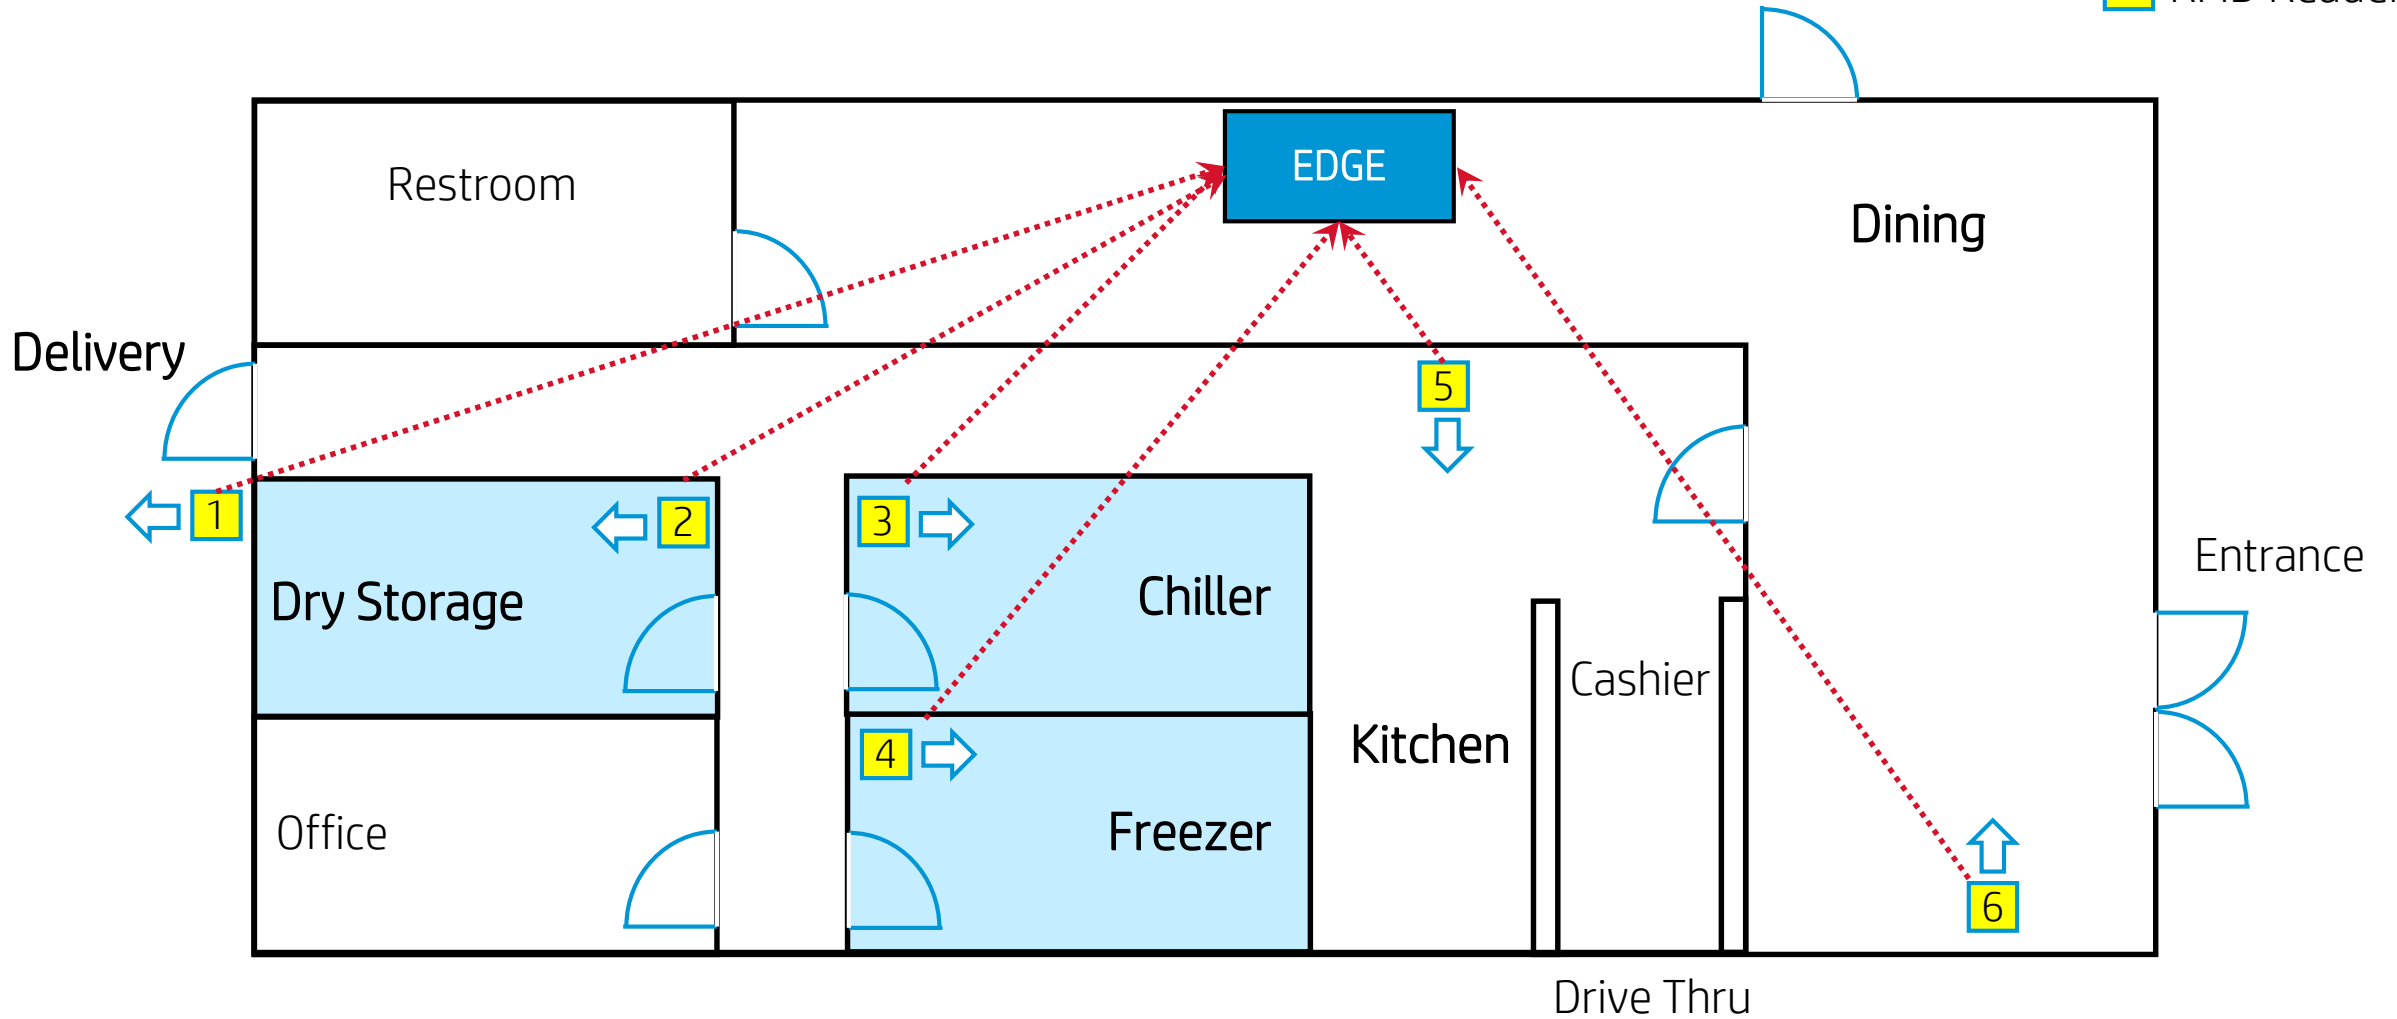 Restroom
EDGE
Dining
Delivery
5
1
2
3
Entrance
Dry Storage
Chiller
Cashier
Kitchen
4
Office
Freezer
6
Drive Thru